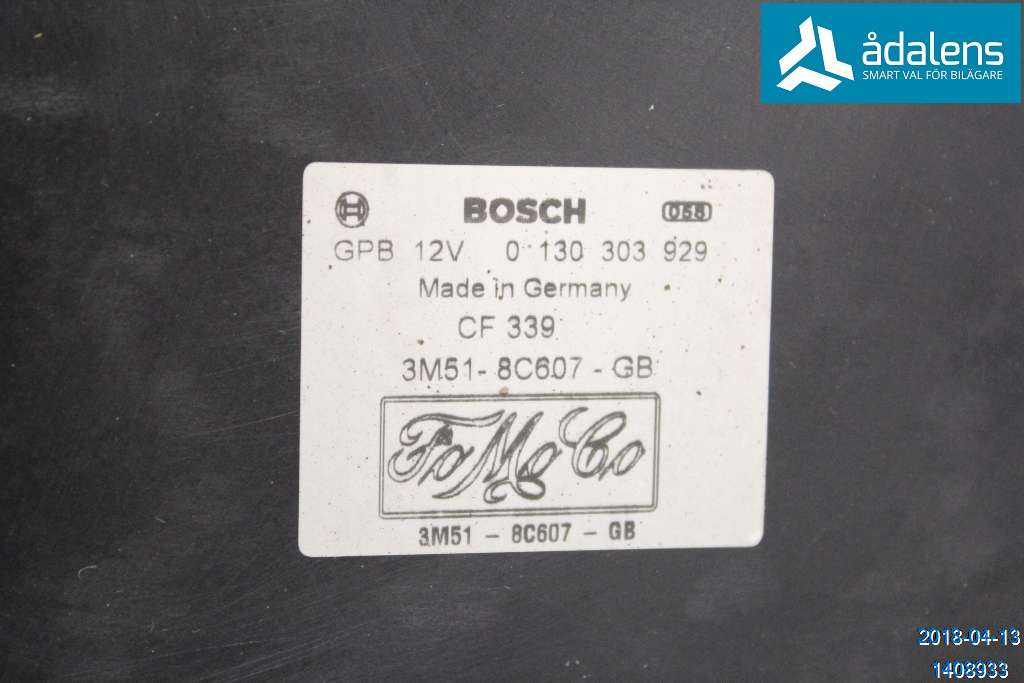 ådalens
SMART VAL FÖR BILÄGARE
BOSCH 058
GPB 12V 0 130 303 929
Made in Germany
CF 339
3M51- 8C607 - GB
FoMoCo
3M51 - 8C607 - GB
2018-04-13
1408933